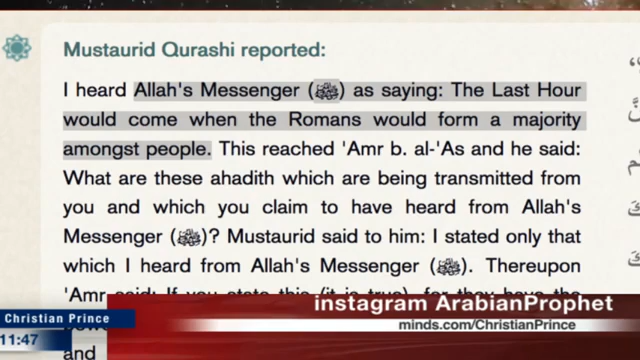 Mustaurid Qurashi reported:
I heard Allah's Messenger (ﷺ) as saying: The Last Hour
would come when the Romans would form a majority
amongst people. This reached 'Amr b. al-'As and he said:
What are these ahadith which are being transmitted from
you and which you claim to have heard from Allah's
Messenger (ﷺ)? Mustaurid said to him: I stated only that
which I heard from Allah's Messenger (ﷺ). Thereupon
'Amr said: If you state this (it is true), for they have the
and
instagram ArabianProphet
minds.com/ChristianPrince
Christian Prince
11:47